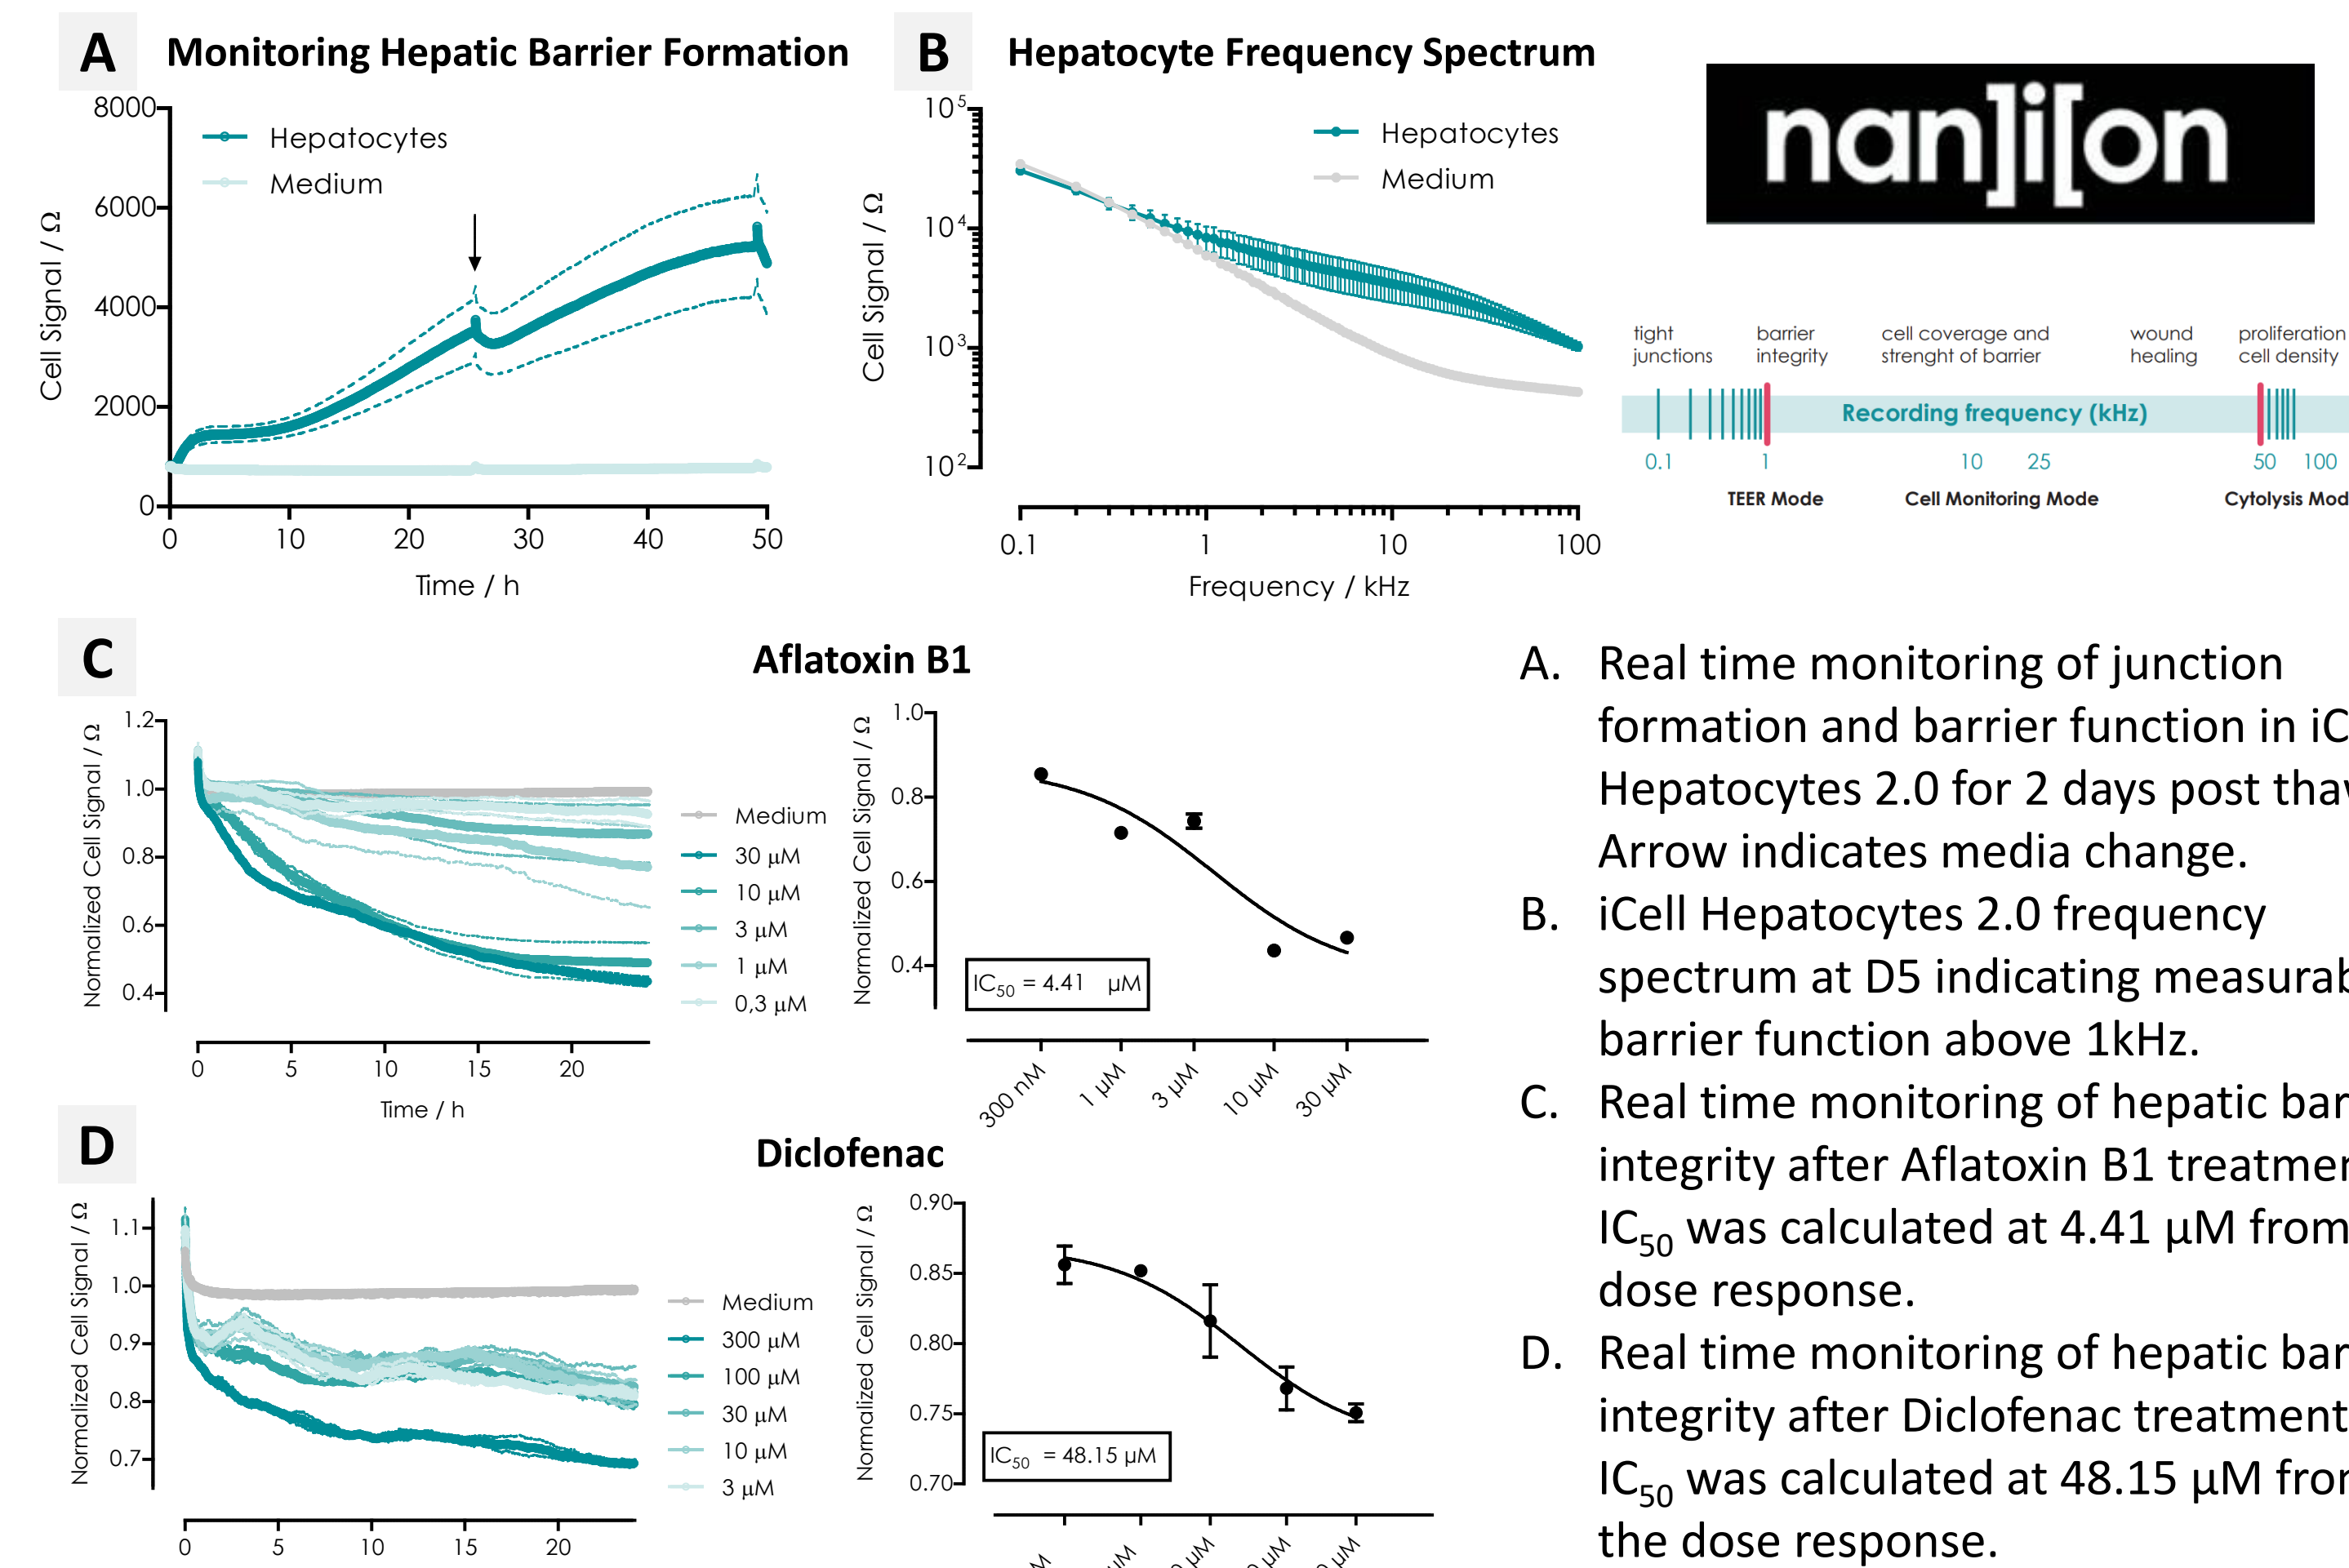 A Monitoring Hepatic Barrier Formation
8000
6000
4000
2000
0
Cell Signal / Ω
Hepatocytes
Medium
0 10 20 30 40 50
Time / h
B Hepatocyte Frequency Spectrum
10^5
10^4
10^3
10^2
Cell Signal / Ω
Hepatocytes
Medium
0.1 1 10 100
Frequency / kHz
nan]i[on
tight junctions
barrier integrity
cell coverage and strenght of barrier
wound healing
proliferation cell density
Recording frequency (kHz)
0.1 1 10 25 50 100
TEER Mode
Cell Monitoring Mode
Cytolysis Mod
C
Aflatoxin B1
1.2
1.0
0.8
0.6
0.4
Normalized Cell Signal / Ω
0 5 10 15 20
Time / h
Medium
30 µM
10 µM
3 µM
1 µM
0,3 µM
1.0
0.8
0.6
0.4
Normalized Cell Signal / Ω
IC50 = 4.41 µM
300 nM 1 µM 3 µM 10 µM 30 µM
D
Diclofenac
1.1
1.0
0.9
0.8
0.7
Normalized Cell Signal / Ω
0 5 10 15 20
Medium
300 µM
100 µM
30 µM
10 µM
3 µM
0.90
0.85
0.80
0.75
0.70
Normalized Cell Signal / Ω
IC50 = 48.15 µM
A. Real time monitoring of junction
formation and barrier function in iC
Hepatocytes 2.0 for 2 days post thaw
Arrow indicates media change.
B. iCell Hepatocytes 2.0 frequency
spectrum at D5 indicating measurab
barrier function above 1kHz.
C. Real time monitoring of hepatic bar
integrity after Aflatoxin B1 treatmen
IC50 was calculated at 4.41 µM from
dose response.
D. Real time monitoring of hepatic bar
integrity after Diclofenac treatment
IC50 was calculated at 48.15 µM from
the dose response.